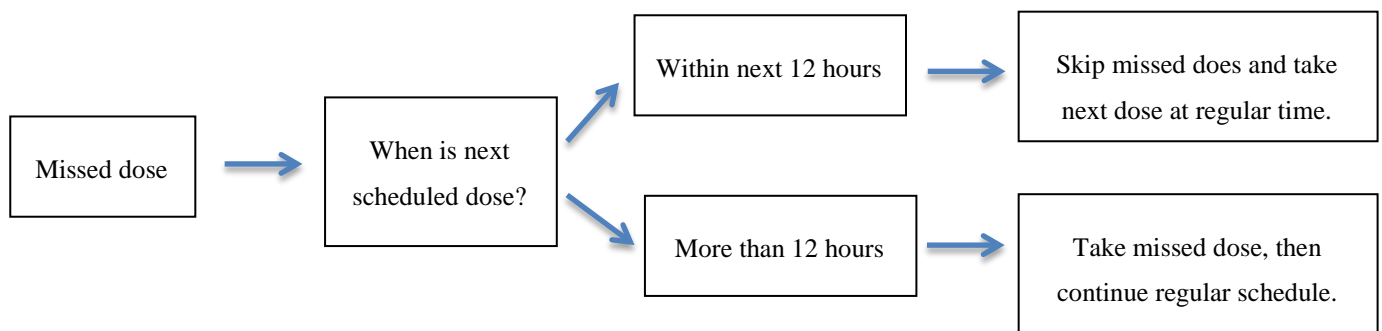 Missed dose
When is next
scheduled dose?
Within next 12 hours
Skip missed does and take
next dose at regular time.
More than 12 hours
Take missed dose, then
continue regular schedule.